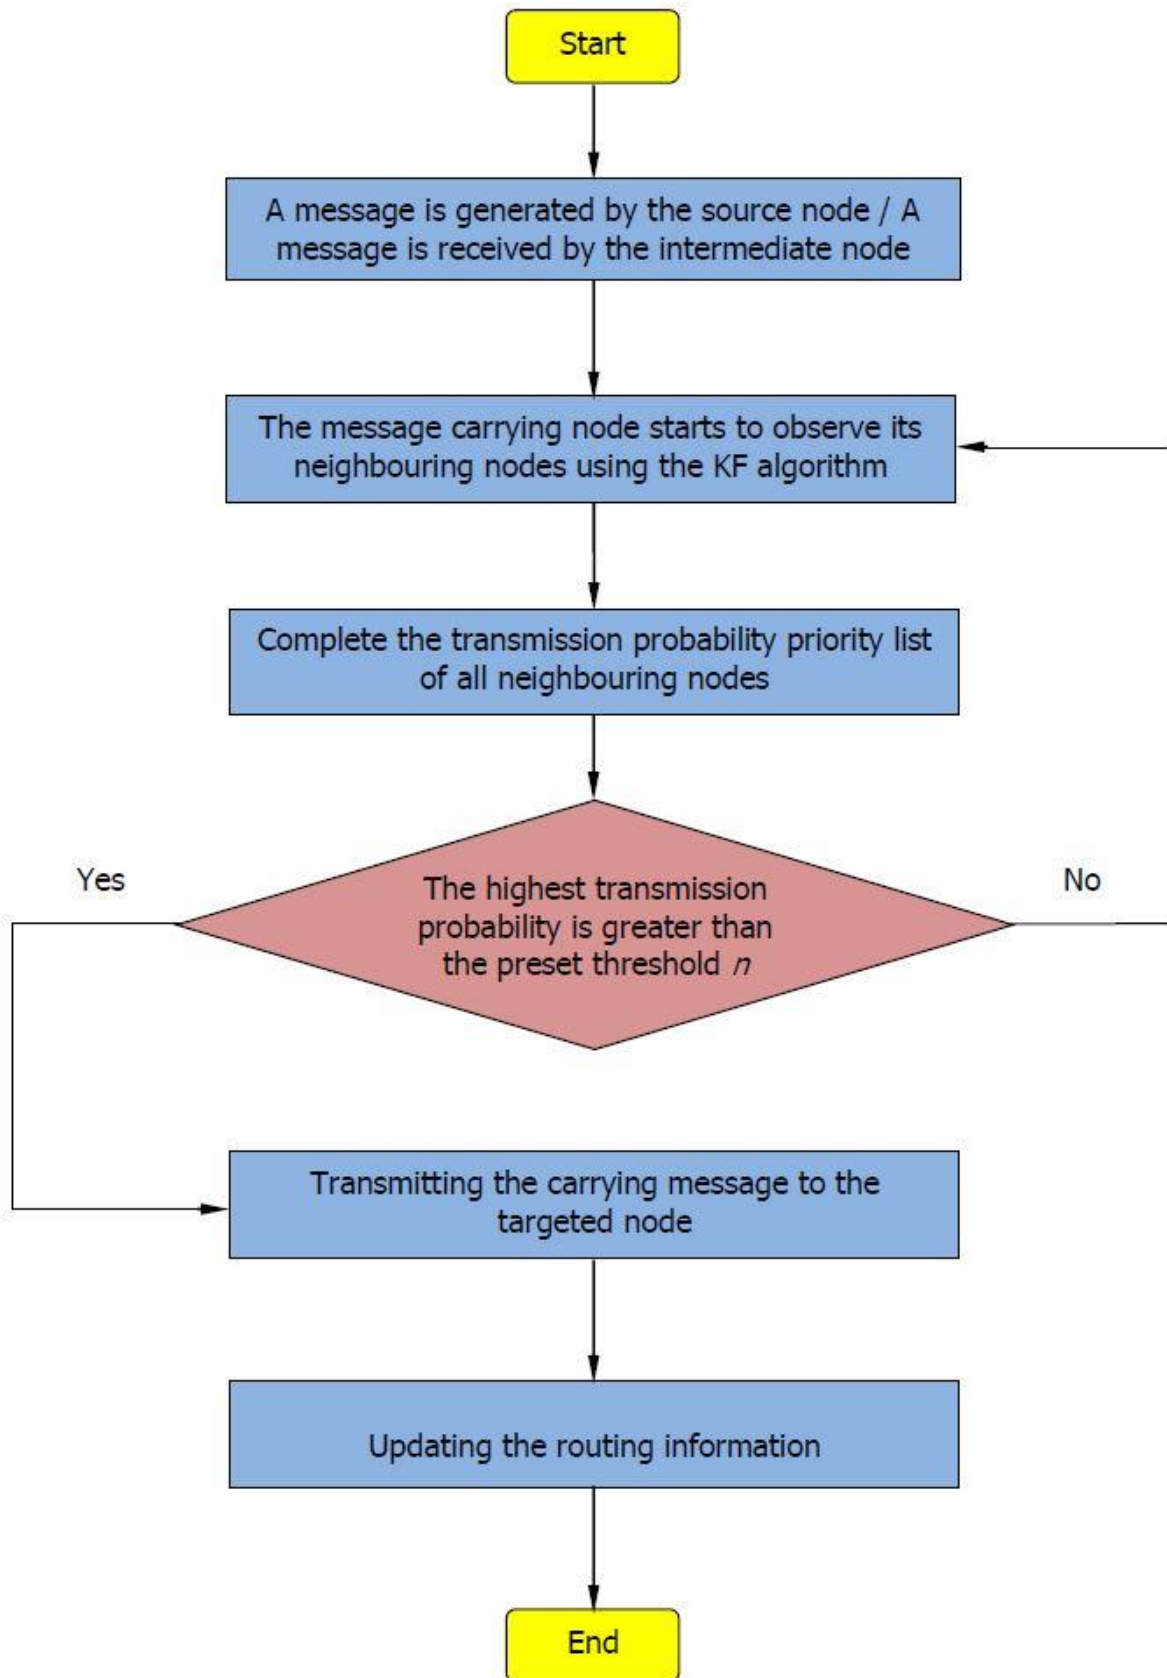 Start
A message is generated by the source node / A
message is received by the intermediate node
The message carrying node starts to observe its
neighbouring nodes using the KF algorithm
Complete the transmission probability priority list
of all neighbouring nodes
Yes
No
The highest transmission
probability is greater than
the preset threshold n
Transmitting the carrying message to the
targeted node
Updating the routing information
End